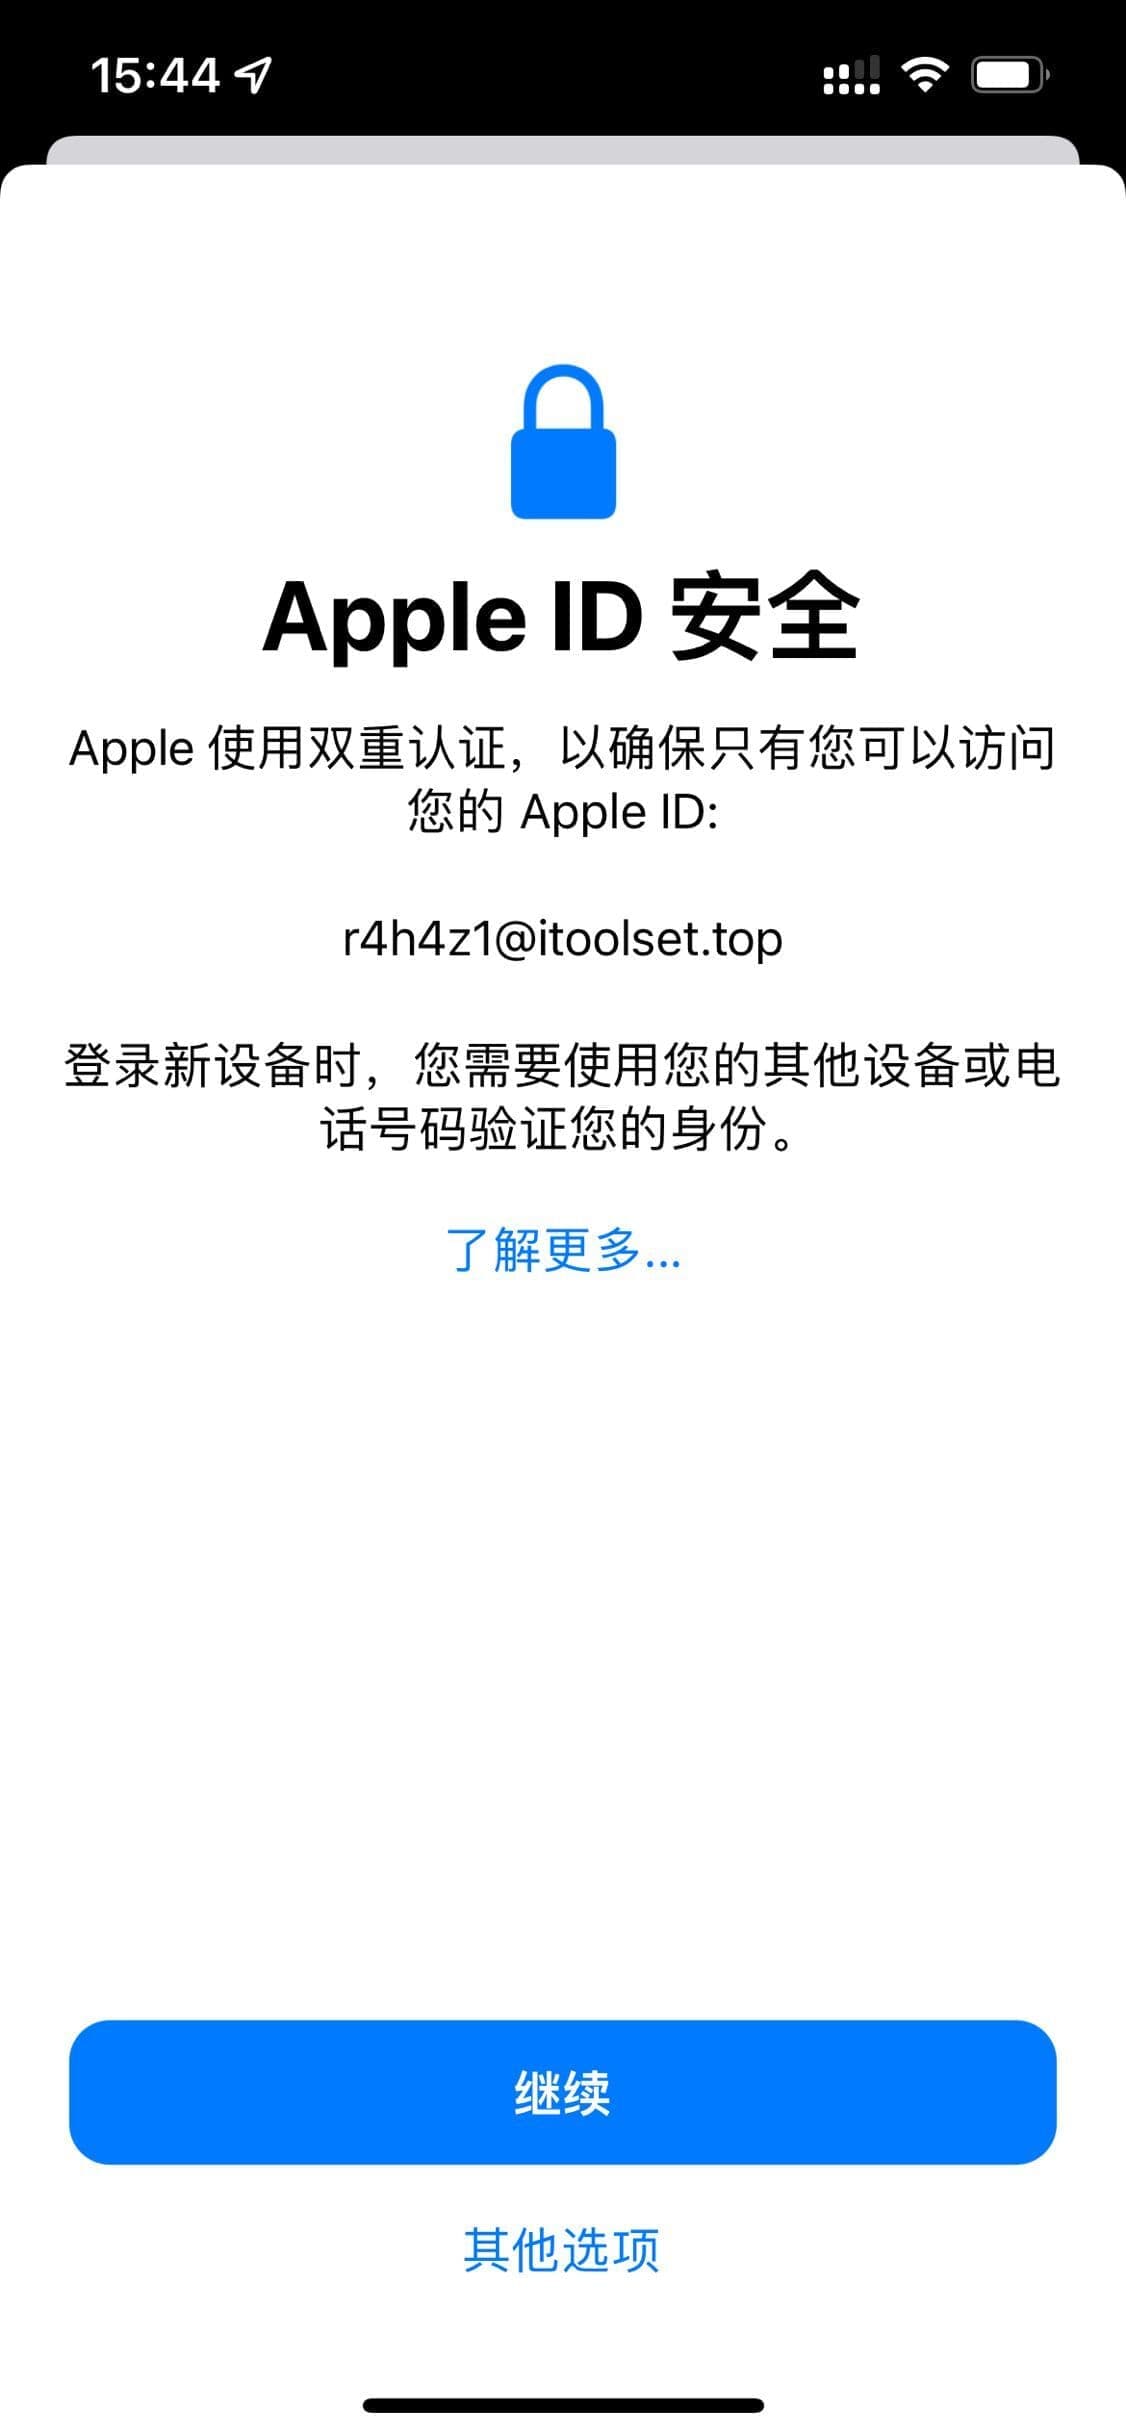 15:44
Apple ID 安全
Apple 使用双重认证，以确保只有您可以访问
您的 Apple ID:
r4h4z1@itoolset.top
登录新设备时，您需要使用您的其他设备或电
话号码验证您的身份。
了解更多...
继续
其他选项